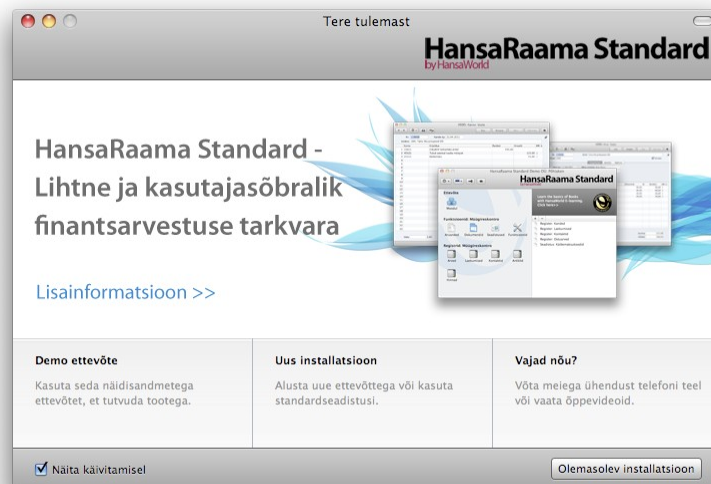 Tere tulemast
HansaRaama Standard
by HansaWorld
HansaRaama Standard -
Lihtne ja kasutajasõbralik
finantsarvestuse tarkvara
Lisainformatsioon >>
HansaRaama Standard
by HansaWorld
Demo ettevõte
Kasuta seda näidisandmetega
ettevõtet, et tutvuda tootega.
Uus installatsioon
Alusta uue ettevõttega või kasuta
standardseadistusi.
Vajad nõu?
Võta meiega ühendust telefoni teel
või vaata õppevideoid.
Näita käivitamisel
Olemasolev installatsioon